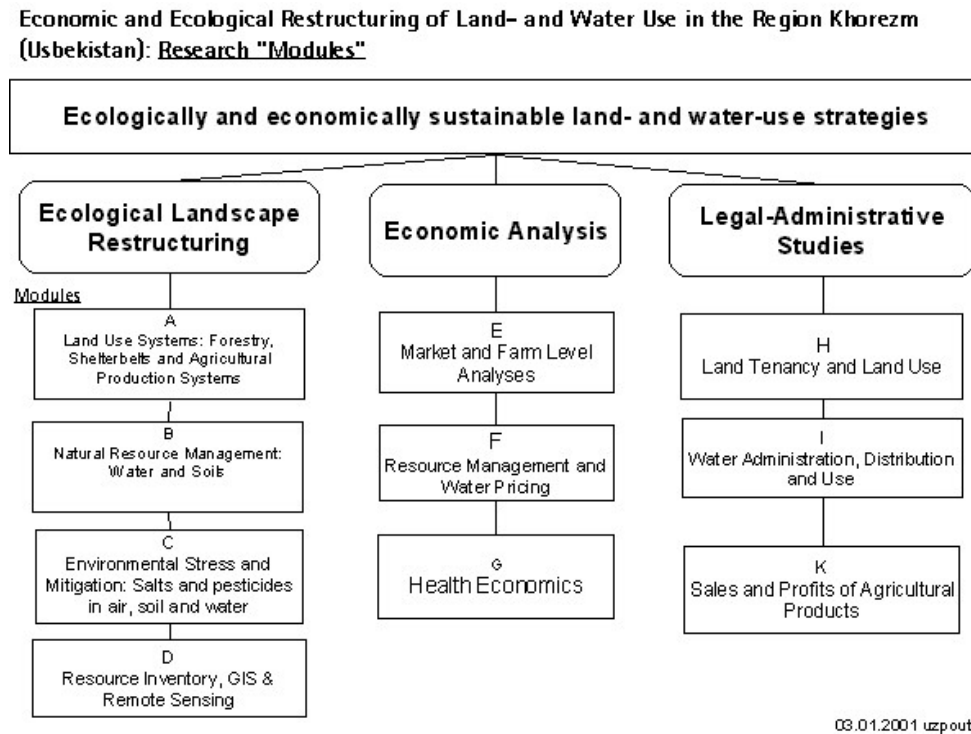 Economic and Ecological Restructuring of Land- and Water Use in the Region Khorezm
(Usbekistan): Research "Modules"
Ecologically and economically sustainable land- and water-use strategies
Ecological Landscape
Restructuring
Modules
A
Land Use Systems: Forestry,
Shelterbelts and Agricultural
Production Systems
B
Natural Resource Management:
Water and Soils
C
Environmental Stress and
Mitigation: Salts and pesticides
in air, soil and water
D
Resource Inventory, GIS &
Remote Sensing
Economic Analysis
E
Market and Farm Level
Analyses
F
Resource Management and
Water Pricing
G
Health Economics
Legal-Administrative
Studies
H
Land Tenancy and Land Use
I
Water Administration, Distribution
and Use
K
Sales and Profits of Agricultural
Products
03.01.2001 uzpout